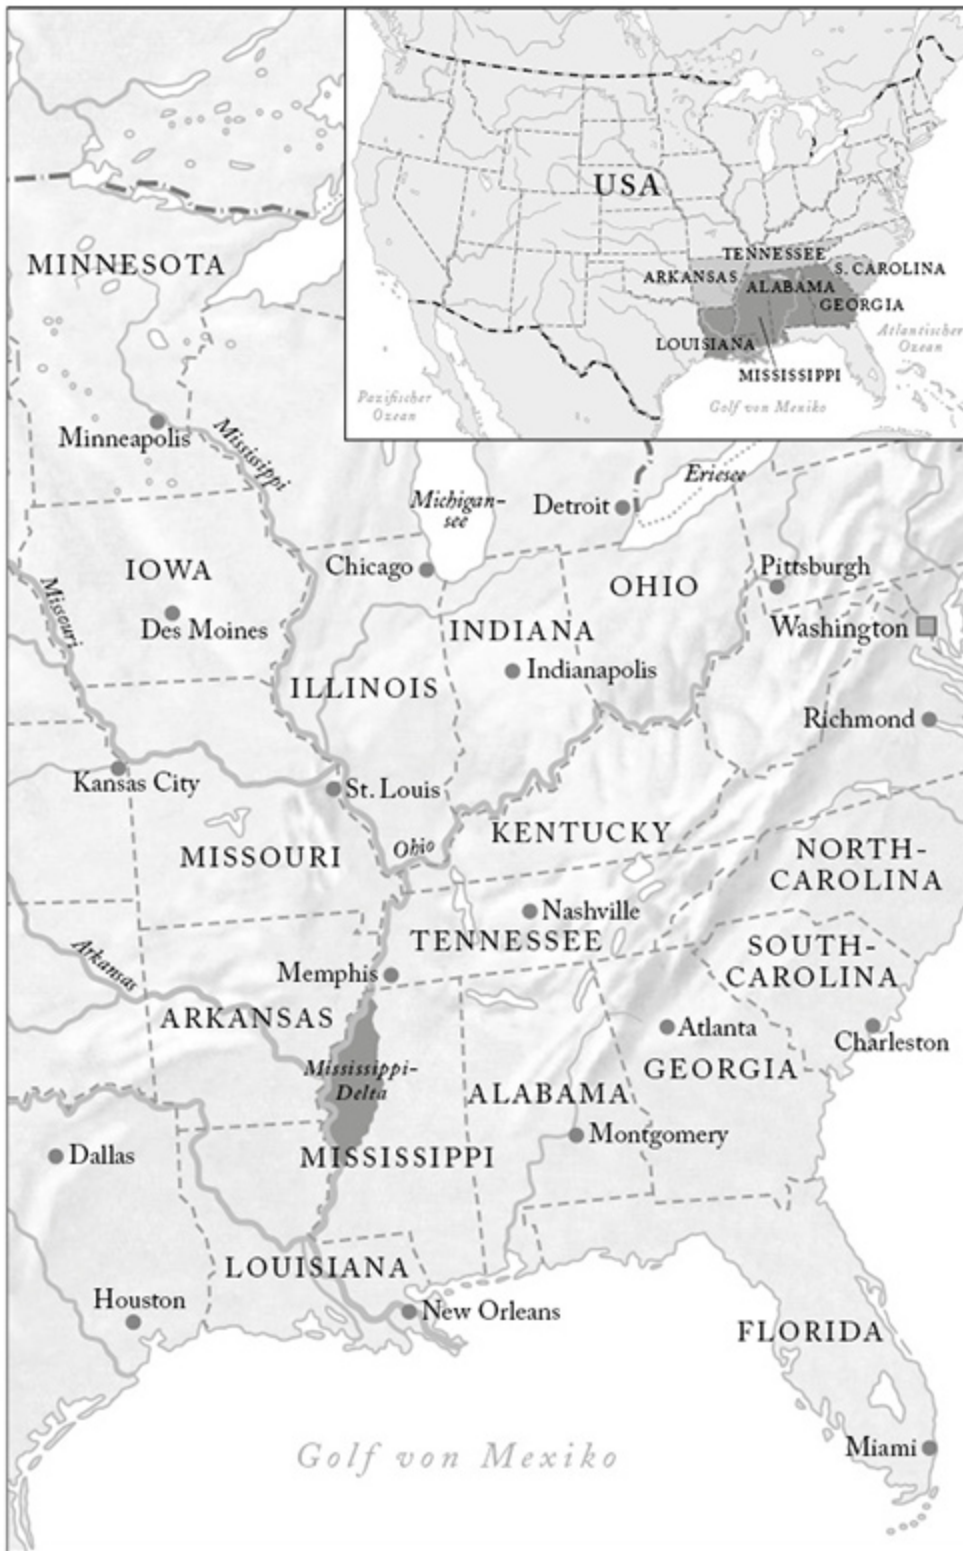 USA
TENNESSEE
ARKANSAS
S. CAROLINA
ALABAMA
GEORGIA
LOUISIANA
MISSISSIPPI
Atlantischer
Ozean
Pazifischer
Ozean
Golf von Mexiko
MINNESOTA
Minneapolis
Mississippi
Michigan-
see
Detroit
Eriesee
Chicago
Pittsburgh
IOWA
OHIO
Missouri
Des Moines
INDIANA
Washington
Indianapolis
ILLINOIS
Richmond
Kansas City
St. Louis
KENTUCKY
Ohio
MISSOURI
NORTH-
CAROLINA
Nashville
TENNESSEE
SOUTH-
CAROLINA
Arkansas
Memphis
ARKANSAS
Atlanta
Charleston
Mississippi-
Delta
GEORGIA
ALABAMA
Montgomery
Dallas
MISSISSIPPI
LOUISIANA
Houston
New Orleans
FLORIDA
Miami
Golf von Mexiko